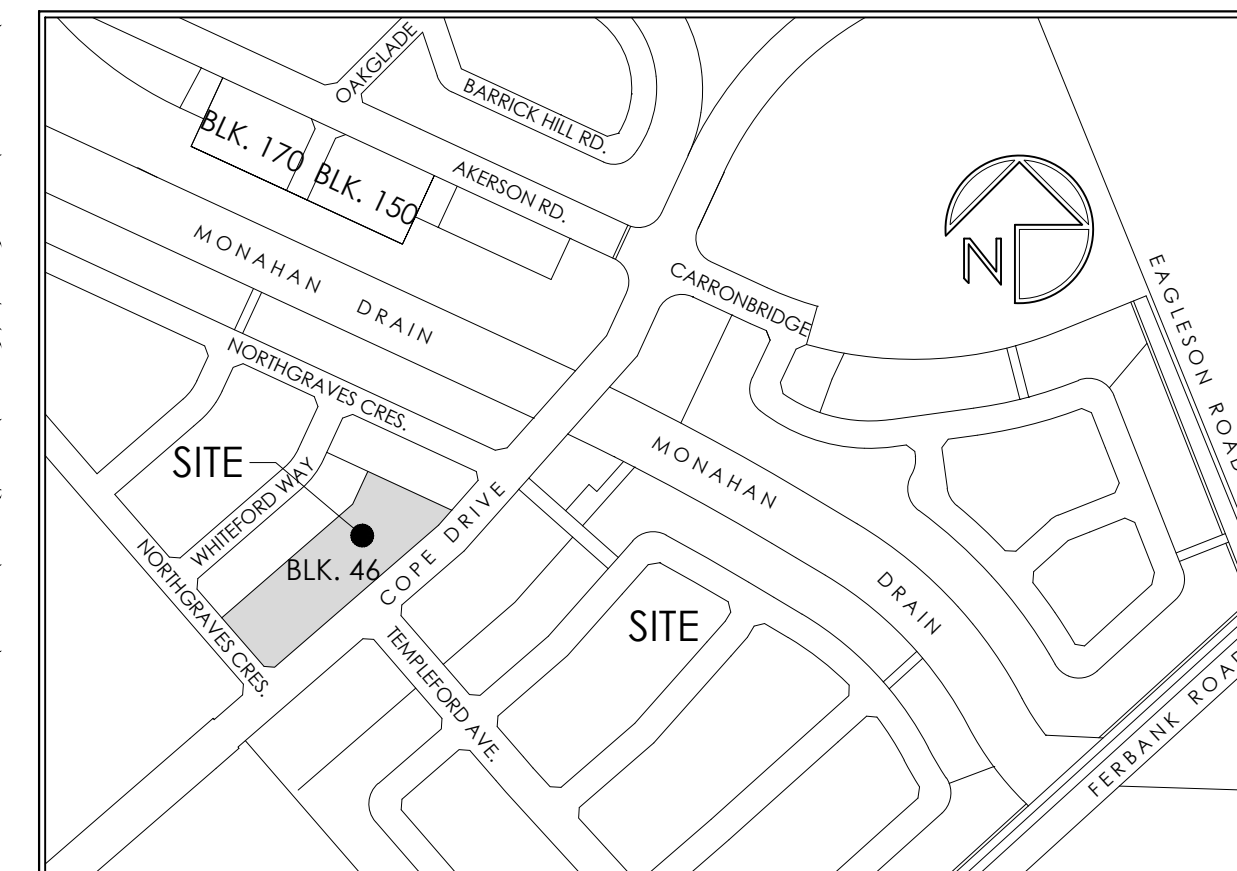 OAKGLADE
BARRICK HILL RD.
BLK. 170
BLK. 150
AKERSON RD.
MONAHAN DRAIN
N
CARRONBRIDGE
EAGLESON ROAD
NORTHGRAVES CRES.
SITE
WHITEFORD WAY
MONAHAN
COPE DRIVE
BLK. 46
NORTHGRAVES CRES.
DRAIN
SITE
TEMPLEFORD AVE.
FERBANK ROAD